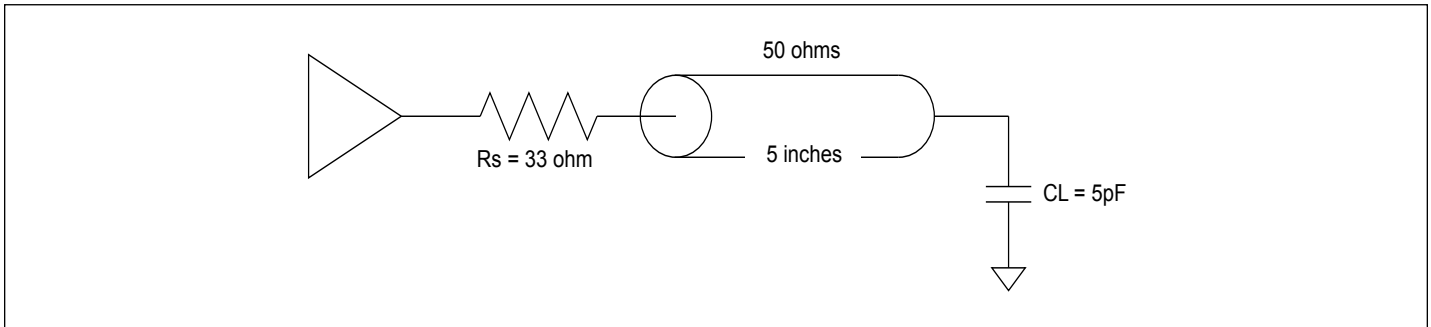 50 ohms
Rs = 33 ohm
5 inches
CL = 5pF